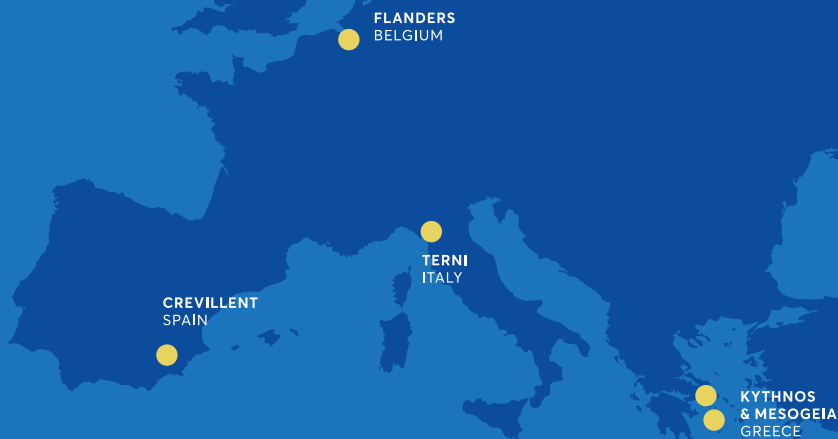 FLANDERS
BELGIUM
TERNI
ITALY
CREVILLENT
SPAIN
KYTHNOS
& MESOGEIA
GREECE